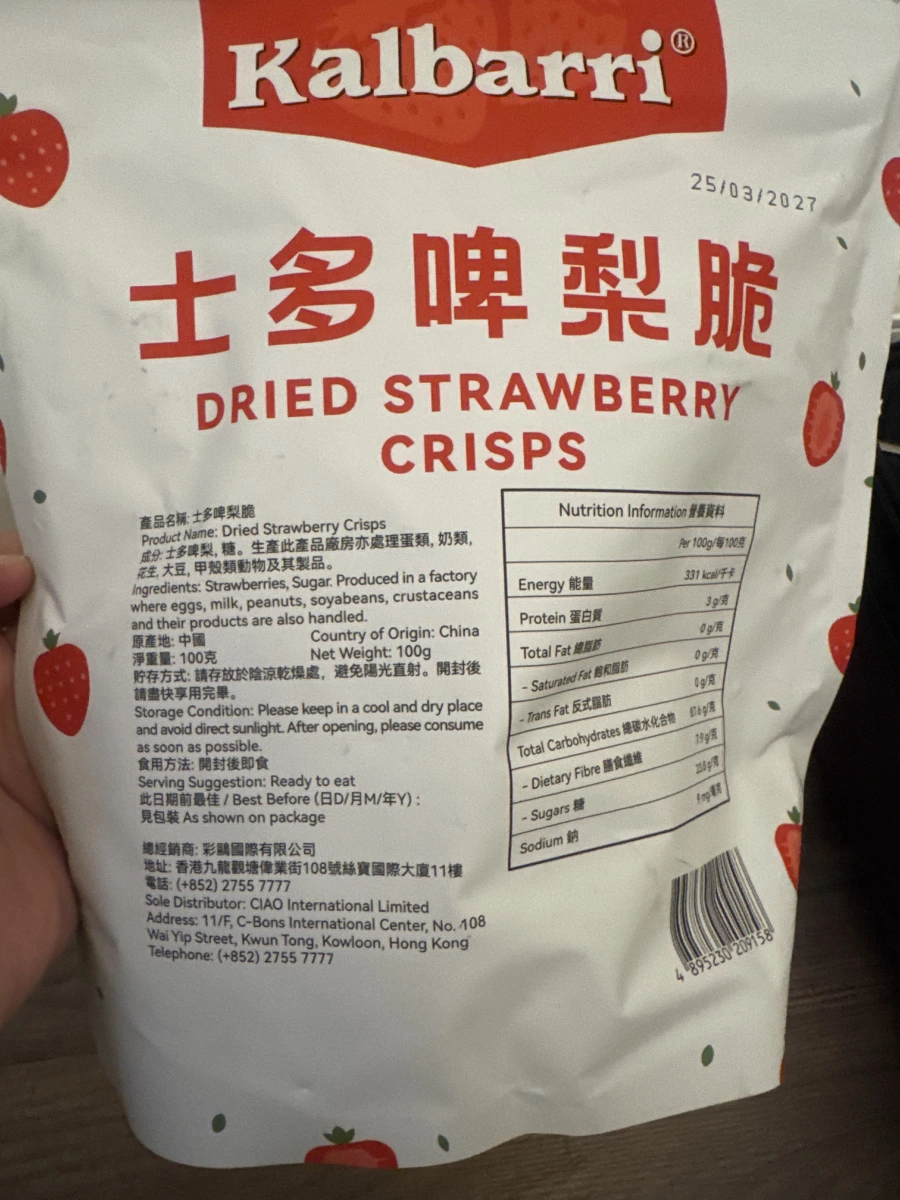 Kalbarri®
25/03/2027
士多啤梨脆
DRIED STRAWBERRY
CRISPS
產品名稱: 士多啤梨脆
Product Name: Dried Strawberry Crisps
成分: 士多啤梨, 糖。生產此產品廠房亦處理蛋類, 奶類,
花生, 大豆, 甲殼類動物及其製品。
Ingredients: Strawberries, Sugar. Produced in a factory
where eggs, milk, peanuts, soyabeans, crustaceans
and their products are also handled.
原產地: 中國 Country of Origin: China
淨重量: 100克 Net Weight: 100g
貯存方式: 請存放於陰涼乾燥處, 避免陽光直射。開封後
請盡快享用完畢。
Storage Condition: Please keep in a cool and dry place
and avoid direct sunlight. After opening, please consume
as soon as possible.
食用方法: 開封後即食
Serving Suggestion: Ready to eat
此日期前最佳 / Best Before (日D/月M/年Y) :
見包裝 As shown on package
總經銷商: 彩鷗國際有限公司
地址: 香港九龍觀塘偉業街108號絲寶國際大廈11樓
電話: (+852) 2755 7777
Sole Distributor: CIAO International Limited
Address: 11/F, C-Bons International Center, No. 108
Wai Yip Street, Kwun Tong, Kowloon, Hong Kong
Telephone: (+852) 2755 7777
Nutrition Information 營養資料
Per 100g/每100克
Energy 能量 331 kcal/千卡
Protein 蛋白質 3 g/克
Total Fat 總脂肪 0 g/克
- Saturated Fat 飽和脂肪 0 g/克
- Trans Fat 反式脂肪 0 g/克
Total Carbohydrates 總碳水化合物 g/克
- Dietary Fibre 膳食纖維 7.9 g/克
- Sugars 糖 g/克
Sodium 鈉 mg/毫克
4 895230 209158